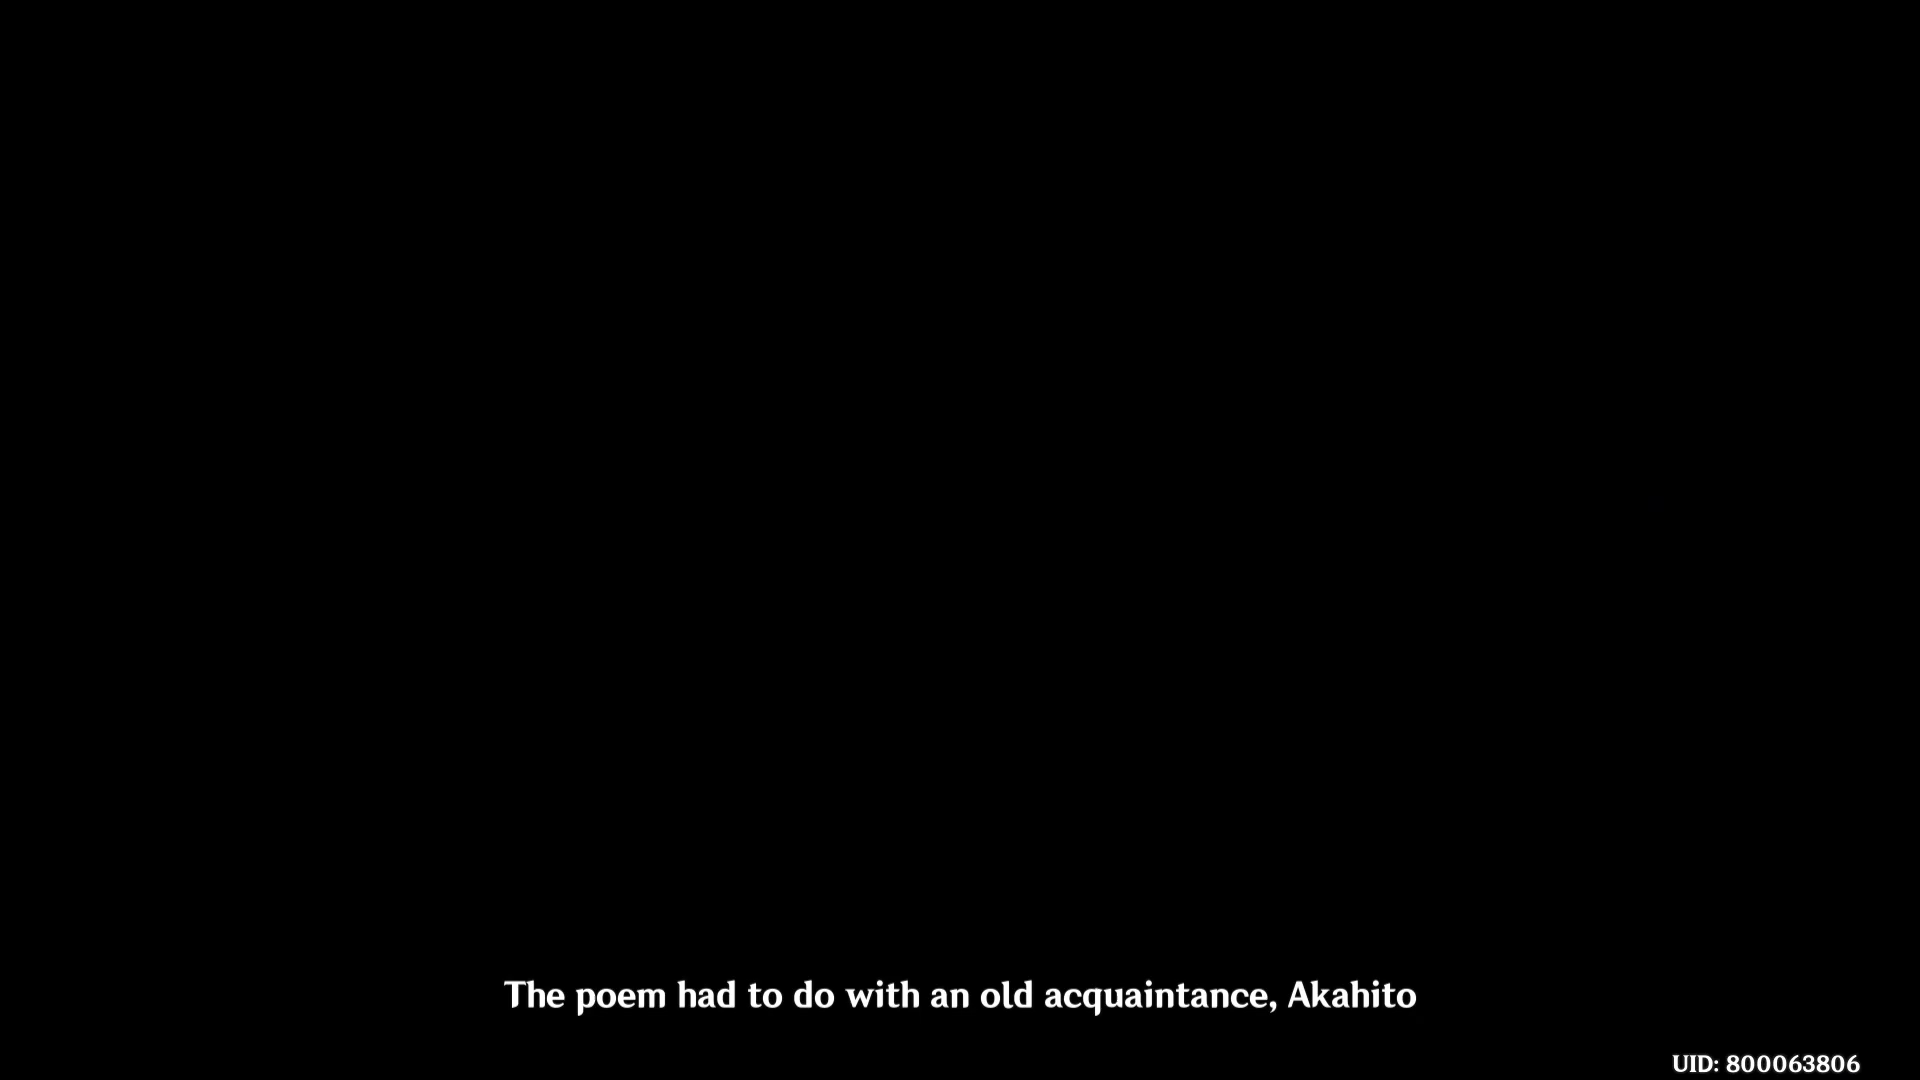 The poem had to do with an old acquaintance, Akahito
UID: 800063806